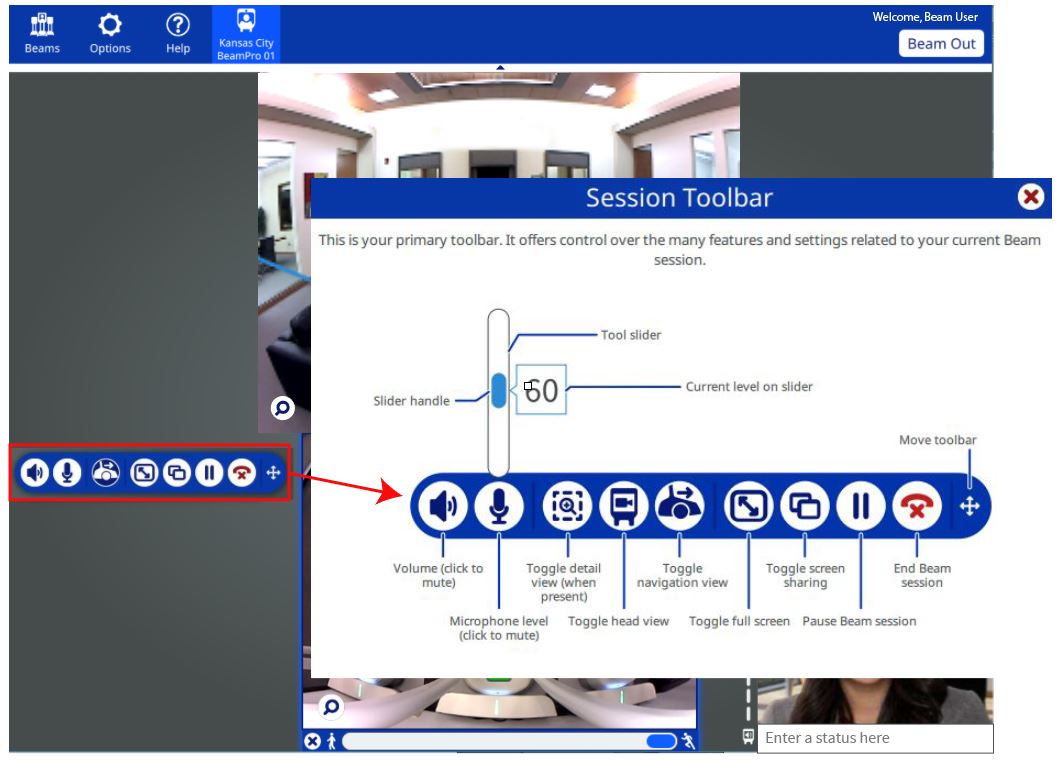 Welcome, Beam User
Beams
Options
Help
Kansas City
BeamPro 01
Beam Out
Session Toolbar
This is your primary toolbar. It offers control over the many features and settings related to your current Beam
session.
Tool slider
60
Current level on slider
Slider handle
Move toolbar
Volume (click to
mute)
Toggle detail
view (when
present)
Toggle
navigation view
Toggle screen
sharing
End Beam
session
Microphone level
(click to mute)
Toggle head view
Toggle full screen
Pause Beam session
Enter a status here